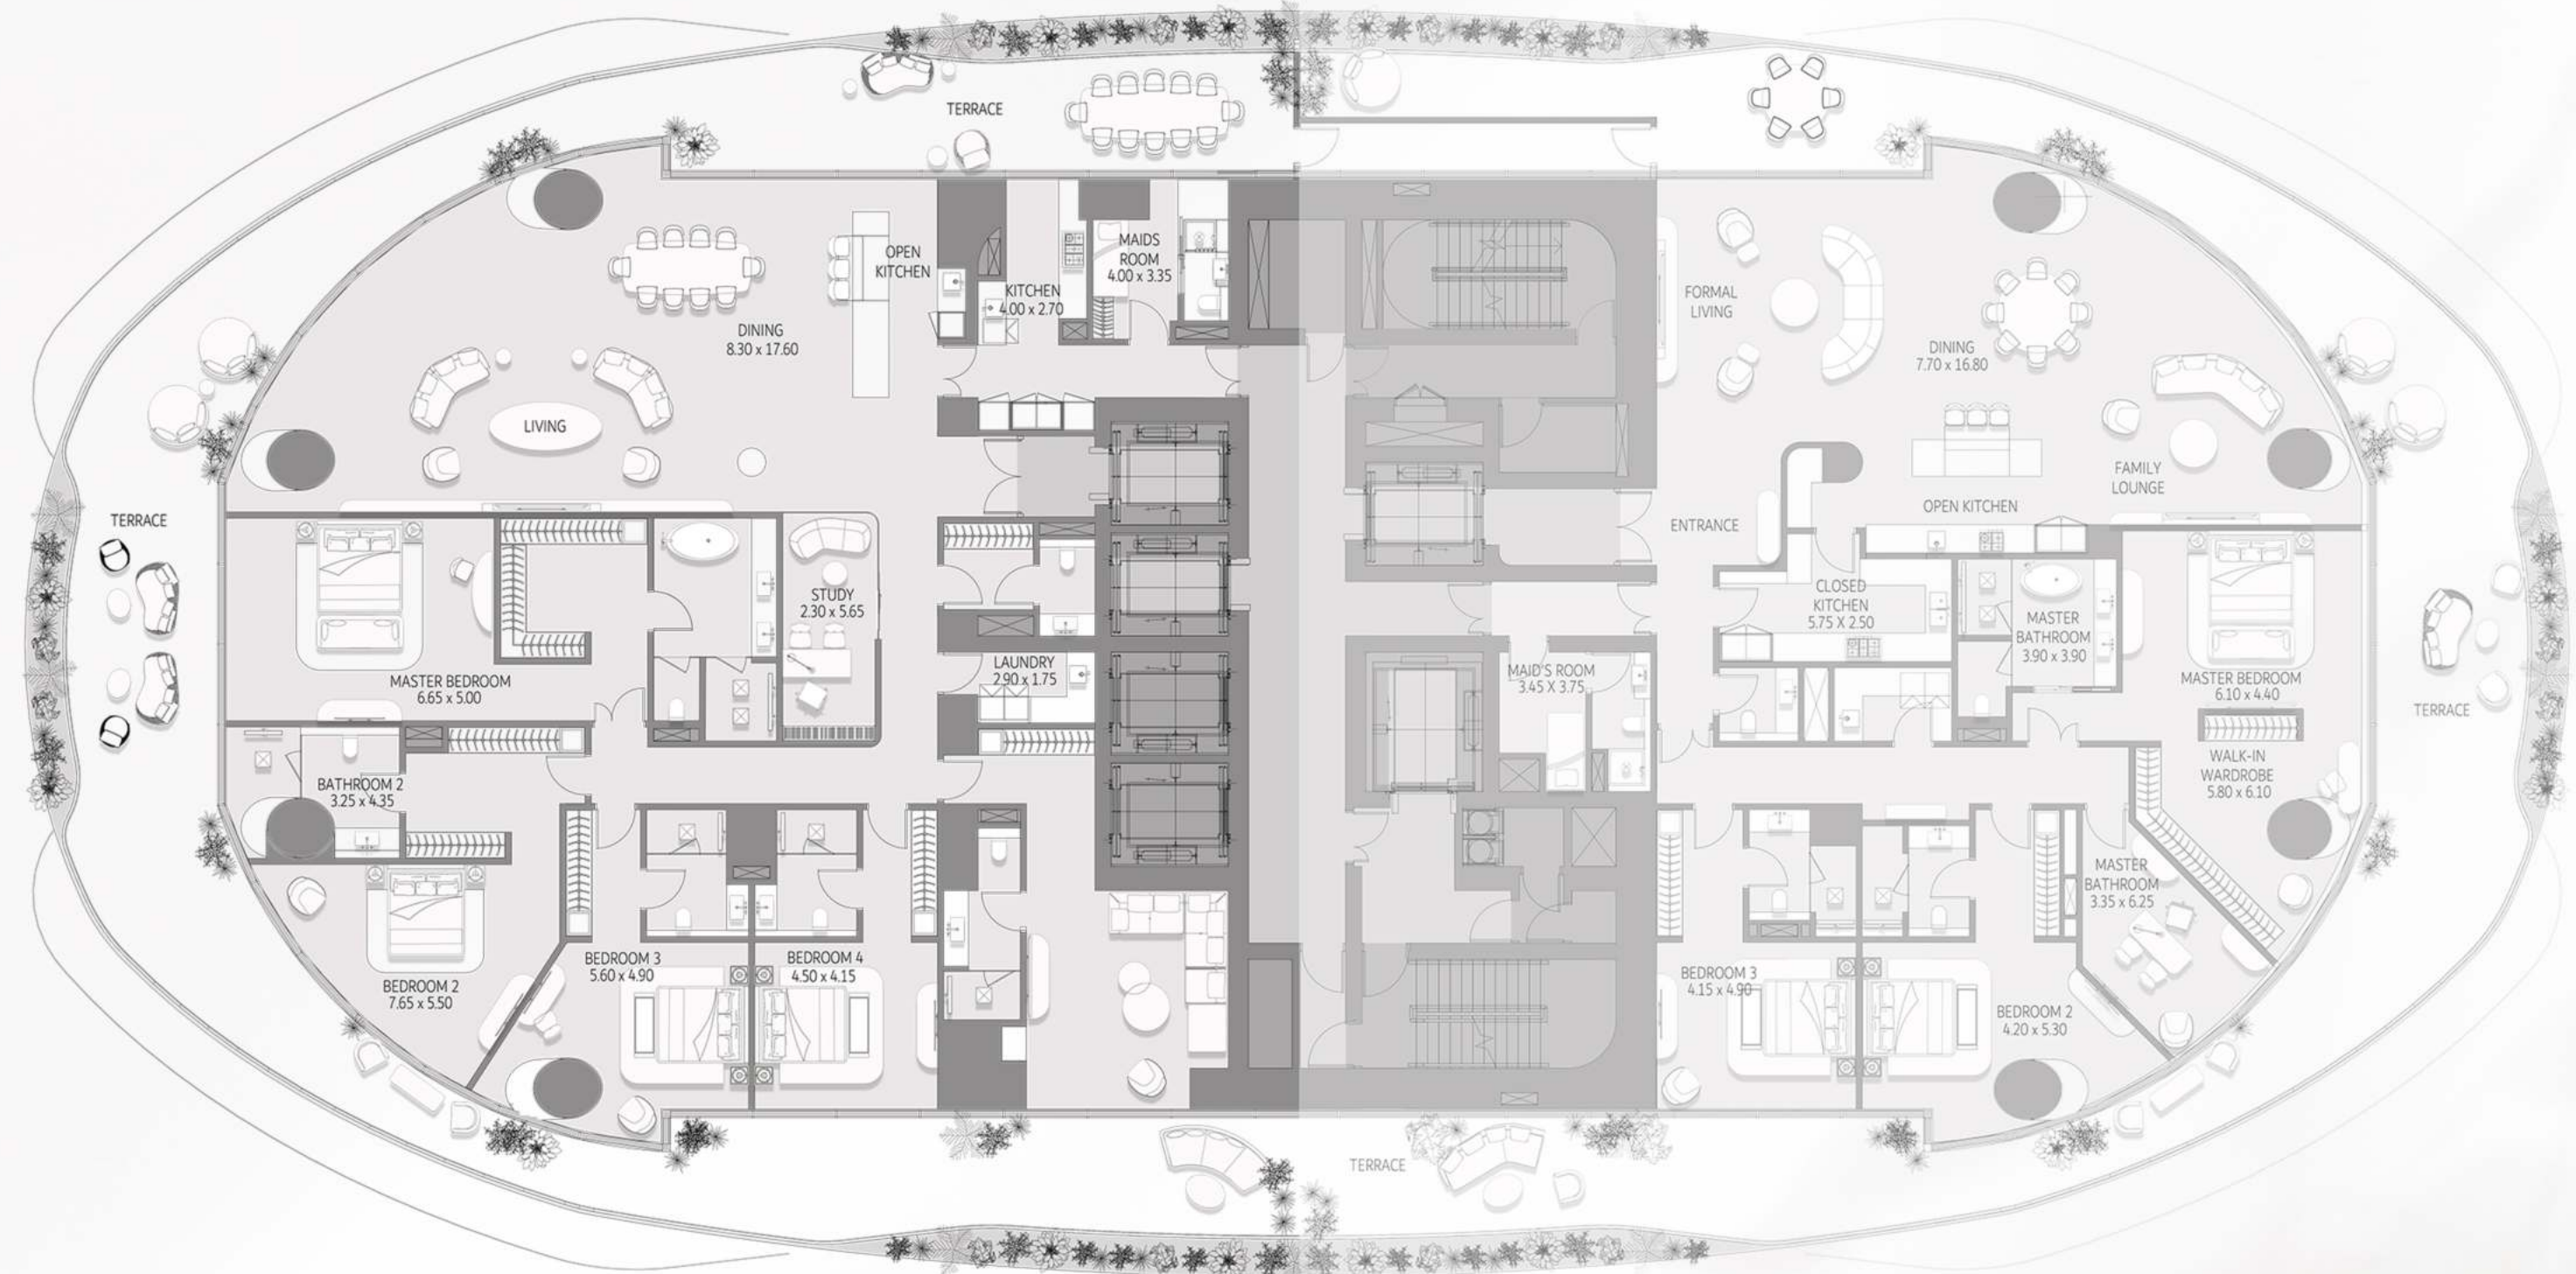 TERRACE
OPEN
KITCHEN
MAIDS
ROOM
4.00 x 3.35
KITCHEN
4.00 x 2.70
DINING
8.30 x 17.60
LIVING
TERRACE
STUDY
2.30 x 5.65
MASTER BEDROOM
6.65 x 5.00
LAUNDRY
2.90 x 1.75
BATHROOM 2
3.25 x 4.35
BEDROOM 2
7.65 x 5.50
BEDROOM 3
5.60 x 4.90
BEDROOM 4
4.50 x 4.15
FORMAL
LIVING
DINING
7.70 x 16.80
FAMILY
LOUNGE
OPEN KITCHEN
ENTRANCE
CLOSED
KITCHEN
5.75 X 2.50
MASTER
BATHROOM
3.90 x 3.90
MAID'S ROOM
3.45 X 3.75
MASTER BEDROOM
6.10 x 4.40
TERRACE
WALK-IN
WARDROBE
5.80 x 6.10
MASTER
BATHROOM
3.35 x 6.25
BEDROOM 3
4.15 x 4.90
BEDROOM 2
4.20 x 5.30
TERRACE